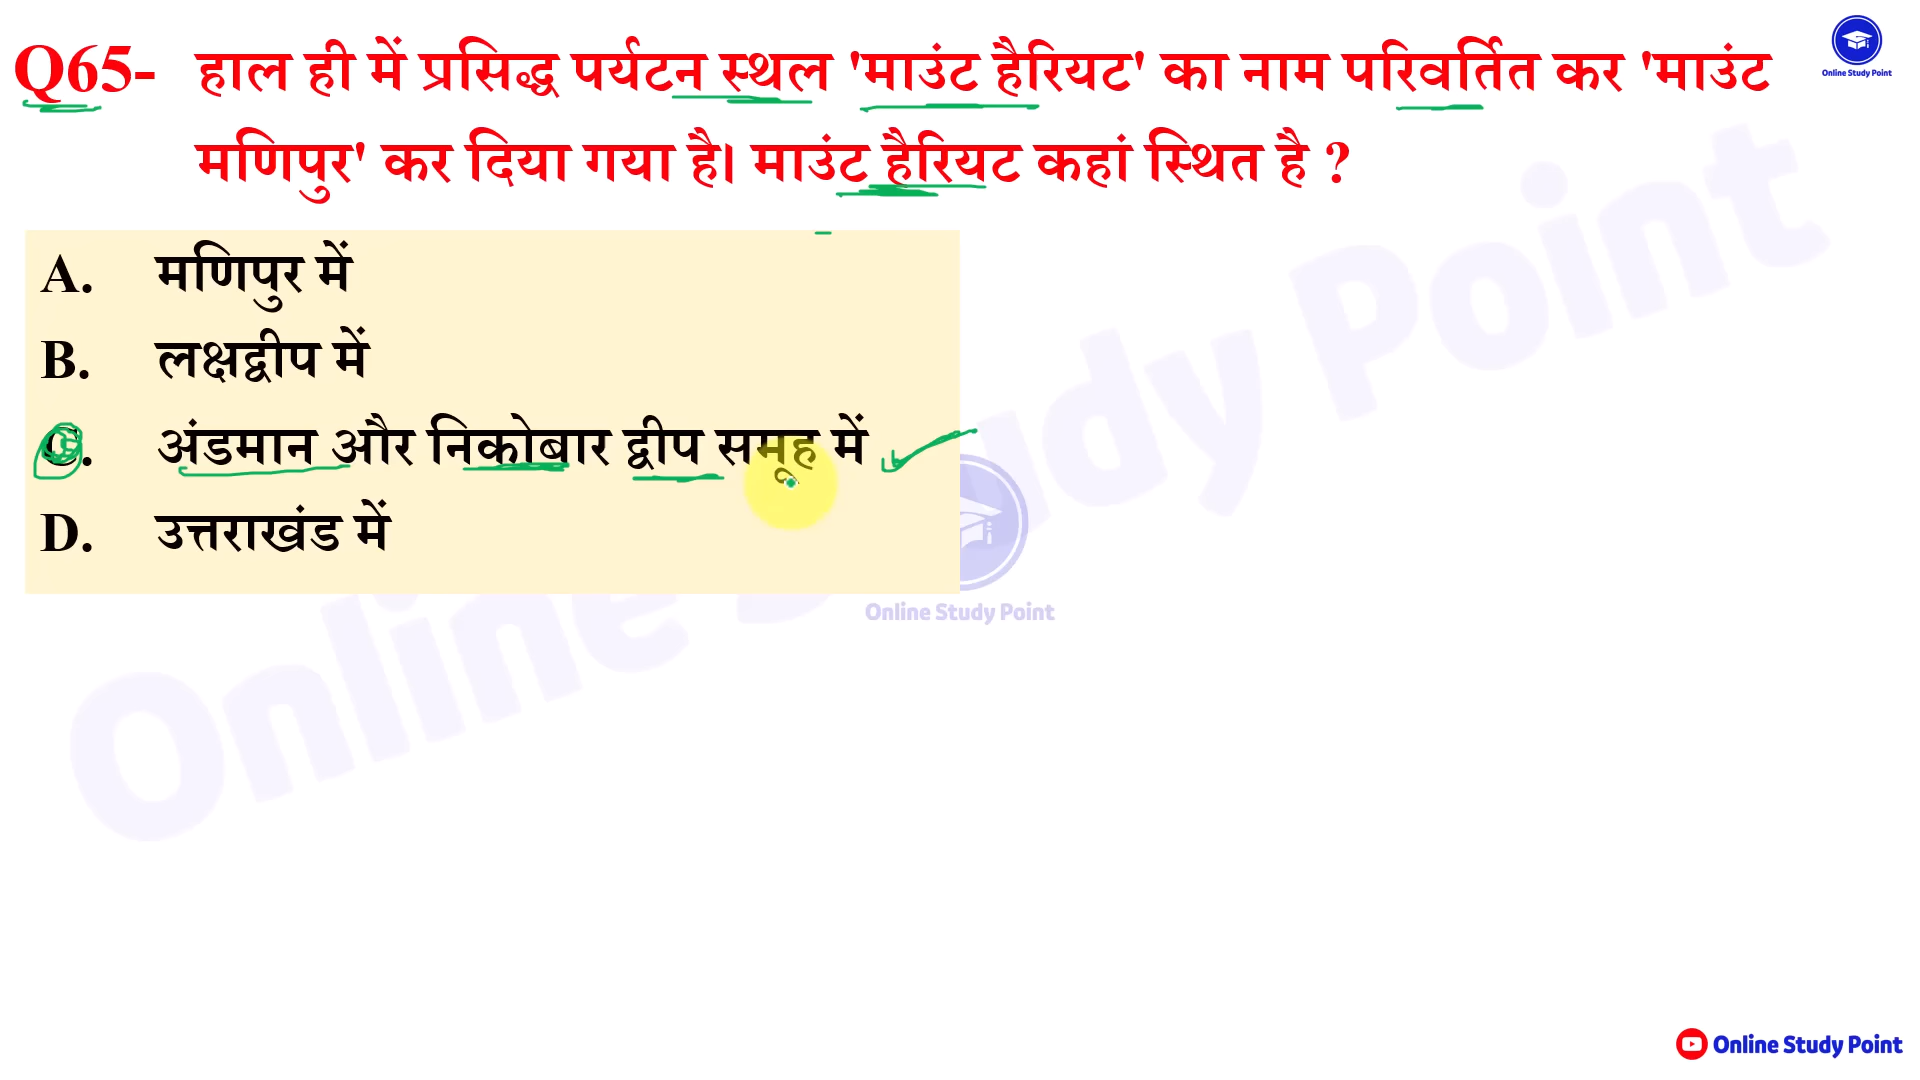 Q65- हाल ही में प्रसिद्ध पर्यटन स्थल 'माउंट हैरियट' का नाम परिवर्तित कर 'माउंट
मणिपुर' कर दिया गया है। माउंट हैरियट कहां स्थित है ?
A. मणिपुर में
B. लक्षद्वीप में
C. अंडमान और निकोबार द्वीप समूह में
D. उत्तराखंड में
Online Study Point
Online Study Point
Online Study Point
Online Study Point